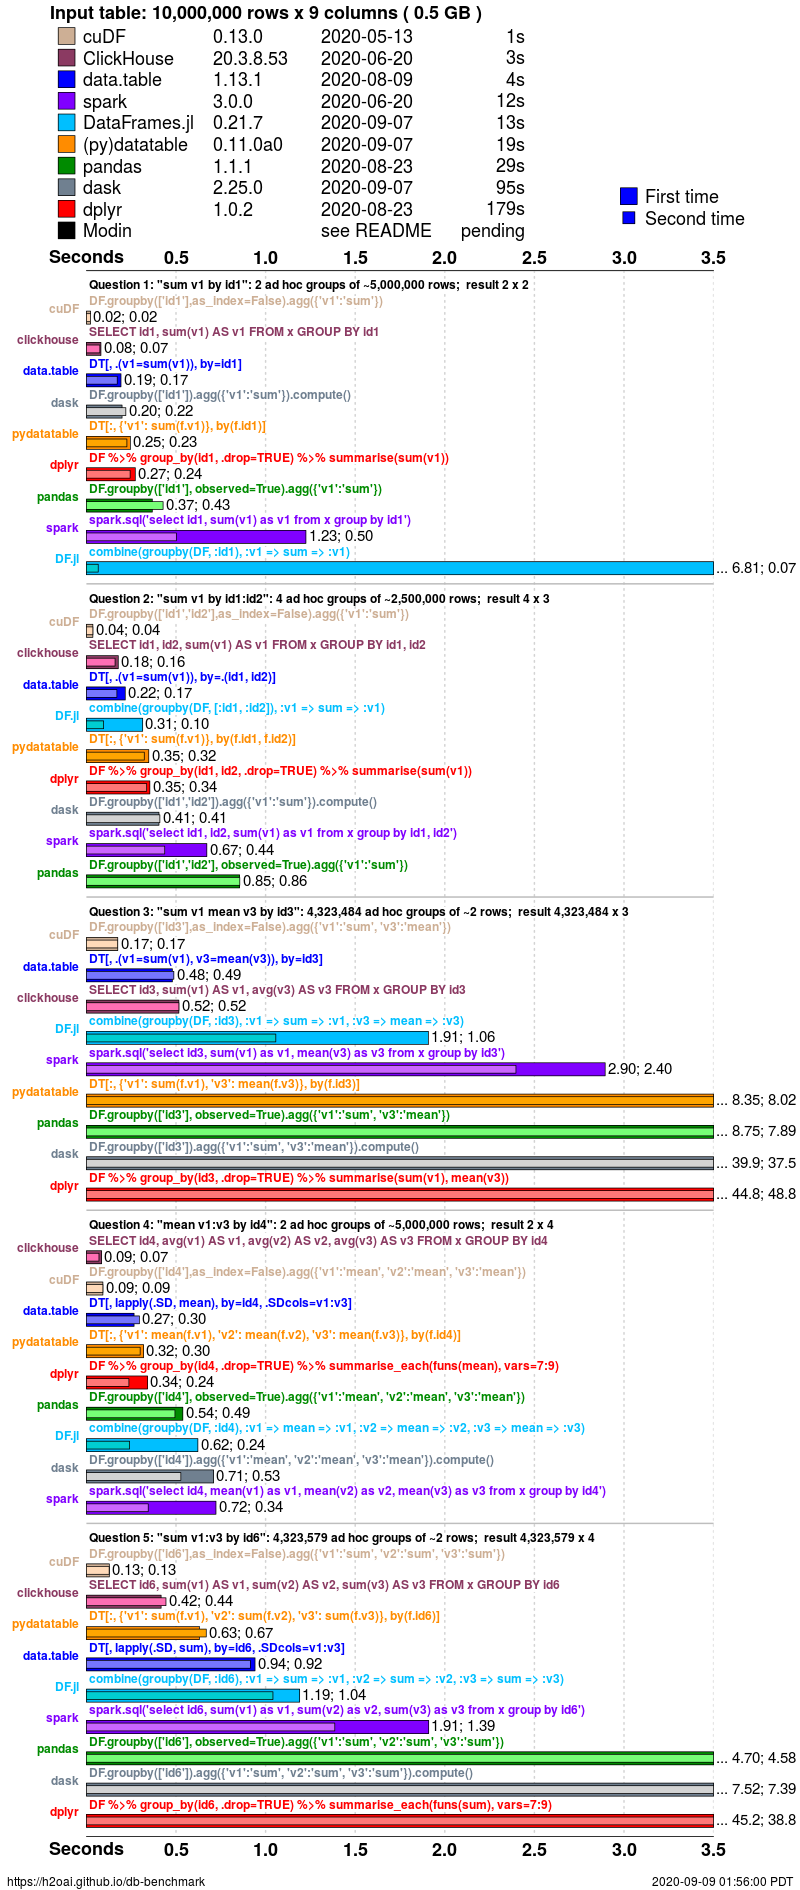 Input table: 10,000,000 rows x 9 columns ( 0.5 GB )
cuDF 0.13.0 2020-05-13 1s
ClickHouse 20.3.8.53 2020-06-20 3s
data.table 1.13.1 2020-08-09 4s
spark 3.0.0 2020-06-20 12s
DataFrames.jl 0.21.7 2020-09-07 13s
(py)datatable 0.11.0a0 2020-09-07 19s
pandas 1.1.1 2020-08-23 29s
dask 2.25.0 2020-09-07 95s
dplyr 1.0.2 2020-08-23 179s
Modin see README pending
First time
Second time
Seconds 0.5 1.0 1.5 2.0 2.5 3.0 3.5
Question 1: "sum v1 by id1": 2 ad hoc groups of ~5,000,000 rows;  result 2 x 2
DF.groupby(['id1'],as_index=False).agg({'v1':'sum'})
cuDF 0.02; 0.02
SELECT id1, sum(v1) AS v1 FROM x GROUP BY id1
clickhouse 0.08; 0.07
DT[, .(v1=sum(v1)), by=id1]
data.table 0.19; 0.17
DF.groupby(['id1']).agg({'v1':'sum'}).compute()
dask 0.20; 0.22
DT[:, {'v1': sum(f.v1)}, by(f.id1)]
pydatatable 0.25; 0.23
DF %>% group_by(id1, .drop=TRUE) %>% summarise(sum(v1))
dplyr 0.27; 0.24
DF.groupby(['id1'], observed=True).agg({'v1':'sum'})
pandas 0.37; 0.43
spark.sql('select id1, sum(v1) as v1 from x group by id1')
spark 1.23; 0.50
combine(groupby(DF, :id1), :v1 => sum => :v1)
DF.jl ... 6.81; 0.07
Question 2: "sum v1 by id1:id2": 4 ad hoc groups of ~2,500,000 rows;  result 4 x 3
DF.groupby(['id1','id2'],as_index=False).agg({'v1':'sum'})
cuDF 0.04; 0.04
SELECT id1, id2, sum(v1) AS v1 FROM x GROUP BY id1, id2
clickhouse 0.18; 0.16
DT[, .(v1=sum(v1)), by=.(id1, id2)]
data.table 0.22; 0.17
combine(groupby(DF, [:id1, :id2]), :v1 => sum => :v1)
DF.jl 0.31; 0.10
DT[:, {'v1': sum(f.v1)}, by(f.id1, f.id2)]
pydatatable 0.35; 0.32
DF %>% group_by(id1, id2, .drop=TRUE) %>% summarise(sum(v1))
dplyr 0.35; 0.34
DF.groupby(['id1','id2']).agg({'v1':'sum'}).compute()
dask 0.41; 0.41
spark.sql('select id1, id2, sum(v1) as v1 from x group by id1, id2')
spark 0.67; 0.44
DF.groupby(['id1','id2'], observed=True).agg({'v1':'sum'})
pandas 0.85; 0.86
Question 3: "sum v1 mean v3 by id3": 4,323,484 ad hoc groups of ~2 rows;  result 4,323,484 x 3
DF.groupby(['id3'],as_index=False).agg({'v1':'sum', 'v3':'mean'})
cuDF 0.17; 0.17
DT[, .(v1=sum(v1), v3=mean(v3)), by=id3]
data.table 0.48; 0.49
SELECT id3, sum(v1) AS v1, avg(v3) AS v3 FROM x GROUP BY id3
clickhouse 0.52; 0.52
combine(groupby(DF, :id3), :v1 => sum => :v1, :v3 => mean => :v3)
DF.jl 1.91; 1.06
spark.sql('select id3, sum(v1) as v1, mean(v3) as v3 from x group by id3')
spark 2.90; 2.40
DT[:, {'v1': sum(f.v1), 'v3': mean(f.v3)}, by(f.id3)]
pydatatable ... 8.35; 8.02
DF.groupby(['id3'], observed=True).agg({'v1':'sum', 'v3':'mean'})
pandas ... 8.75; 7.89
DF.groupby(['id3']).agg({'v1':'sum', 'v3':'mean'}).compute()
dask ... 39.9; 37.5
DF %>% group_by(id3, .drop=TRUE) %>% summarise(sum(v1), mean(v3))
dplyr ... 44.8; 48.8
Question 4: "mean v1:v3 by id4": 2 ad hoc groups of ~5,000,000 rows;  result 2 x 4
SELECT id4, avg(v1) AS v1, avg(v2) AS v2, avg(v3) AS v3 FROM x GROUP BY id4
clickhouse 0.09; 0.07
DF.groupby(['id4'],as_index=False).agg({'v1':'mean', 'v2':'mean', 'v3':'mean'})
cuDF 0.09; 0.09
DT[, lapply(.SD, mean), by=id4, .SDcols=v1:v3]
data.table 0.27; 0.30
DT[:, {'v1': mean(f.v1), 'v2': mean(f.v2), 'v3': mean(f.v3)}, by(f.id4)]
pydatatable 0.32; 0.30
DF %>% group_by(id4, .drop=TRUE) %>% summarise_each(funs(mean), vars=7:9)
dplyr 0.34; 0.24
DF.groupby(['id4'], observed=True).agg({'v1':'mean', 'v2':'mean', 'v3':'mean'})
pandas 0.54; 0.49
combine(groupby(DF, :id4), :v1 => mean => :v1, :v2 => mean => :v2, :v3 => mean => :v3)
DF.jl 0.62; 0.24
DF.groupby(['id4']).agg({'v1':'mean', 'v2':'mean', 'v3':'mean'}).compute()
dask 0.71; 0.53
spark.sql('select id4, mean(v1) as v1, mean(v2) as v2, mean(v3) as v3 from x group by id4')
spark 0.72; 0.34
Question 5: "sum v1:v3 by id6": 4,323,579 ad hoc groups of ~2 rows;  result 4,323,579 x 4
DF.groupby(['id6'],as_index=False).agg({'v1':'sum', 'v2':'sum', 'v3':'sum'})
cuDF 0.13; 0.13
SELECT id6, sum(v1) AS v1, sum(v2) AS v2, sum(v3) AS v3 FROM x GROUP BY id6
clickhouse 0.42; 0.44
DT[:, {'v1': sum(f.v1), 'v2': sum(f.v2), 'v3': sum(f.v3)}, by(f.id6)]
pydatatable 0.63; 0.67
DT[, lapply(.SD, sum), by=id6, .SDcols=v1:v3]
data.table 0.94; 0.92
combine(groupby(DF, :id6), :v1 => sum => :v1, :v2 => sum => :v2, :v3 => sum => :v3)
DF.jl 1.19; 1.04
spark.sql('select id6, sum(v1) as v1, sum(v2) as v2, sum(v3) as v3 from x group by id6')
spark 1.91; 1.39
DF.groupby(['id6'], observed=True).agg({'v1':'sum', 'v2':'sum', 'v3':'sum'})
pandas ... 4.70; 4.58
DF.groupby(['id6']).agg({'v1':'sum', 'v2':'sum', 'v3':'sum'}).compute()
dask ... 7.52; 7.39
DF %>% group_by(id6, .drop=TRUE) %>% summarise_each(funs(sum), vars=7:9)
dplyr ... 45.2; 38.8
Seconds 0.5 1.0 1.5 2.0 2.5 3.0 3.5
https://h2oai.github.io/db-benchmark 2020-09-09 01:56:00 PDT